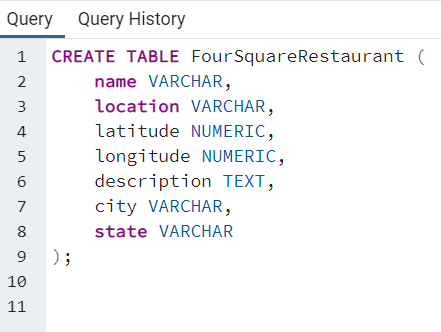 Query Query History
1 CREATE TABLE FourSquareRestaurant (
2 name VARCHAR,
3 location VARCHAR,
4 latitude NUMERIC,
5 longitude NUMERIC,
6 description TEXT,
7 city VARCHAR,
8 state VARCHAR
9 );
10
11